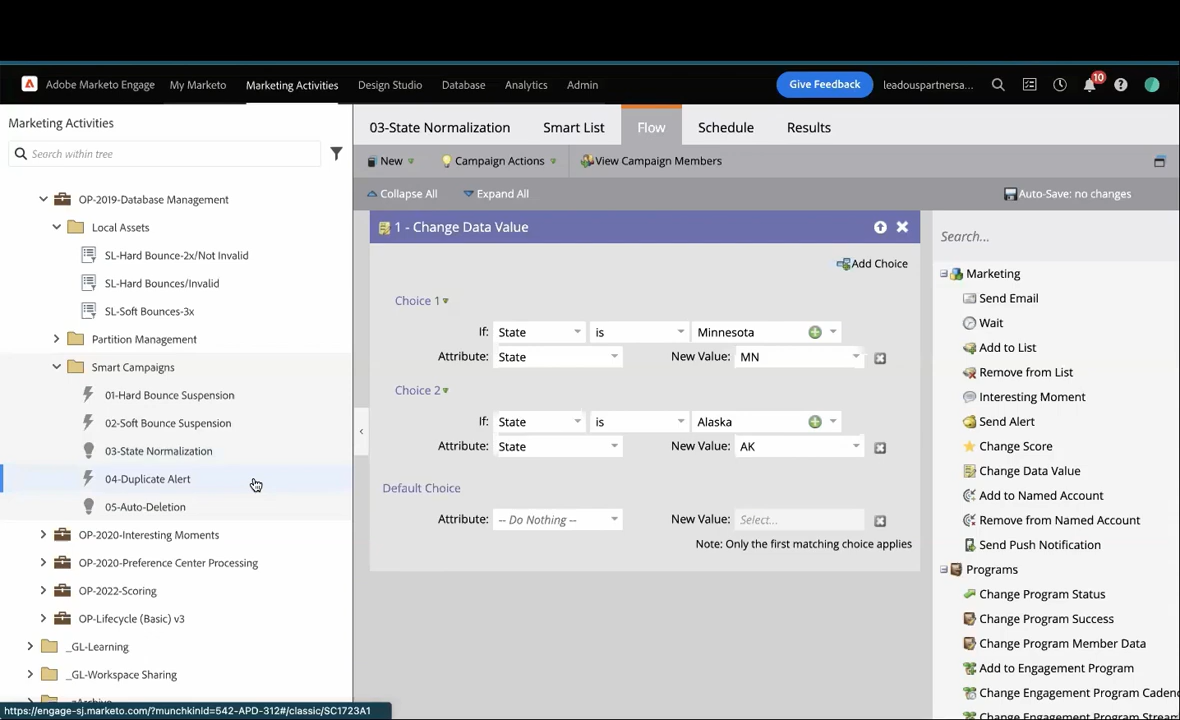 Adobe Marketo Engage
My Marketo
Marketing Activities
Design Studio
Database
Analytics
Admin
Give Feedback
leadouspartnersa...
10
Marketing Activities
Search within tree
OP-2019-Database Management
Local Assets
SL-Hard Bounce-2x/Not Invalid
SL-Hard Bounces/Invalid
SL-Soft Bounces-3x
Partition Management
Smart Campaigns
01-Hard Bounce Suspension
02-Soft Bounce Suspension
03-State Normalization
04-Duplicate Alert
05-Auto-Deletion
OP-2020-Interesting Moments
OP-2020-Preference Center Processing
OP-2022-Scoring
OP-Lifecycle (Basic) v3
_GL-Learning
_GL-Workspace Sharing
_zArchive
https://engage-sj.marketo.com/?munchkinId=542-APD-312#/classic/SC1723A1
03-State Normalization
Smart List
Flow
Schedule
Results
New
Campaign Actions
View Campaign Members
Collapse All
Expand All
Auto-Save: no changes
1 - Change Data Value
Add Choice
Choice 1
If: State is Minnesota
Attribute: State New Value: MN
Choice 2
If: State is Alaska
Attribute: State New Value: AK
Default Choice
Attribute: -- Do Nothing -- New Value: Select...
Note: Only the first matching choice applies
Search...
Marketing
Send Email
Wait
Add to List
Remove from List
Interesting Moment
Send Alert
Change Score
Change Data Value
Add to Named Account
Remove from Named Account
Send Push Notification
Programs
Change Program Status
Change Program Success
Change Program Member Data
Add to Engagement Program
Change Engagement Program Cadenc
Change Engagement Program Stream